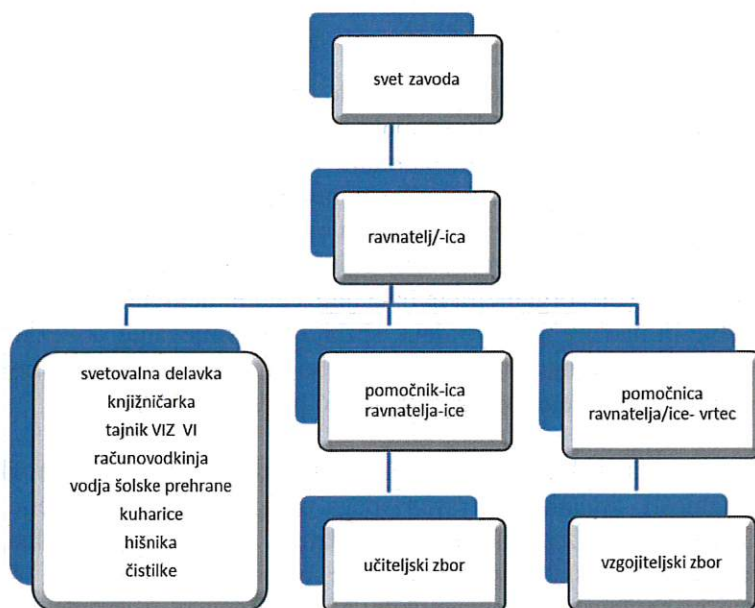 svet zavoda
ravnatelj/-ica
svetovalna delavka
knjižničarka
tajnik VIZ VI
računovodkinja
vodja šolske prehrane
kuharice
hišnika
čistilke
pomočnik-ica
ravnatelja-ice
pomočnica
ravnatelja/ice- vrtec
učiteljski zbor
vzgojiteljski zbor